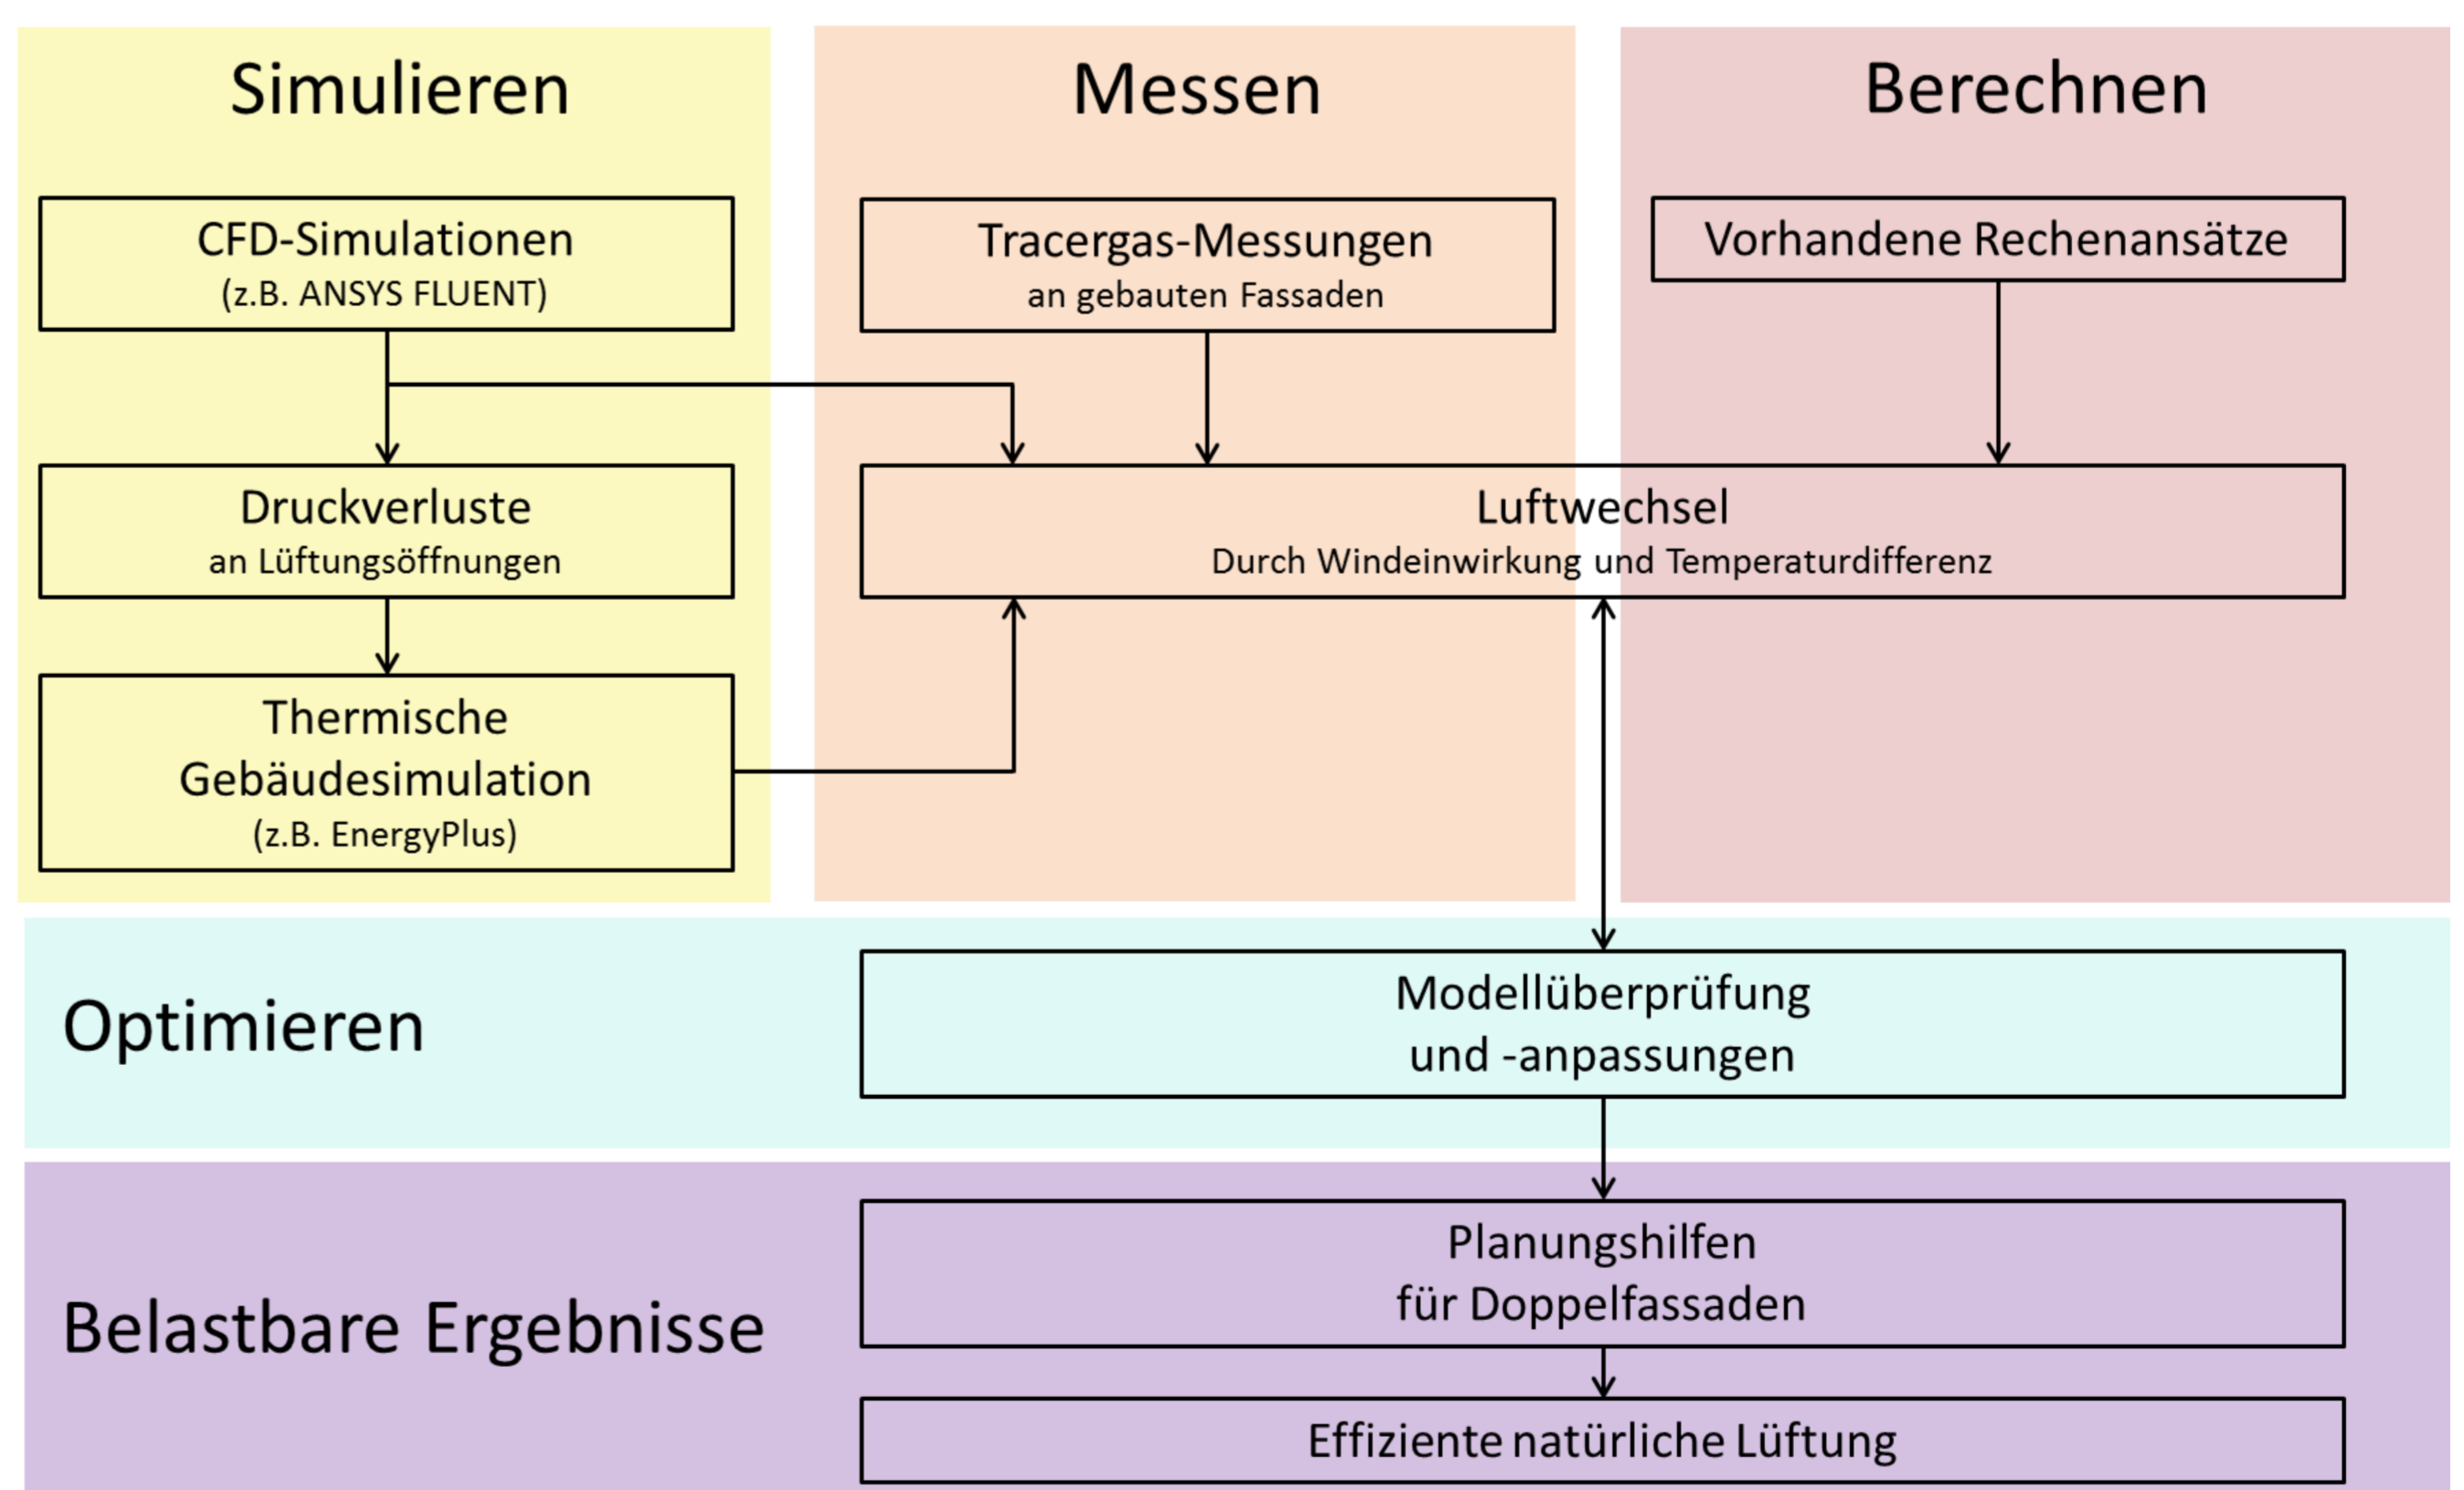 Simulieren
Messen
Berechnen
CFD-Simulationen
(z.B. ANSYS FLUENT)
Tracergas-Messungen
an gebauten Fassaden
Vorhandene Rechenansätze
Druckverluste
an Lüftungsöffnungen
Luftwechsel
Durch Windeinwirkung und Temperaturdifferenz
Thermische
Gebäudesimulation
(z.B. EnergyPlus)
Optimieren
Modellüberprüfung
und -anpassungen
Belastbare Ergebnisse
Planungshilfen
für Doppelfassaden
Effiziente natürliche Lüftung